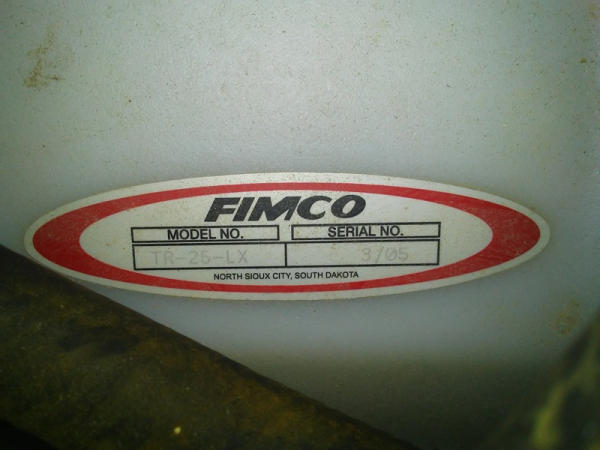 FIMCO
MODEL NO. SERIAL NO.
TR-25-LX 3/05
NORTH SIOUX CITY, SOUTH DAKOTA